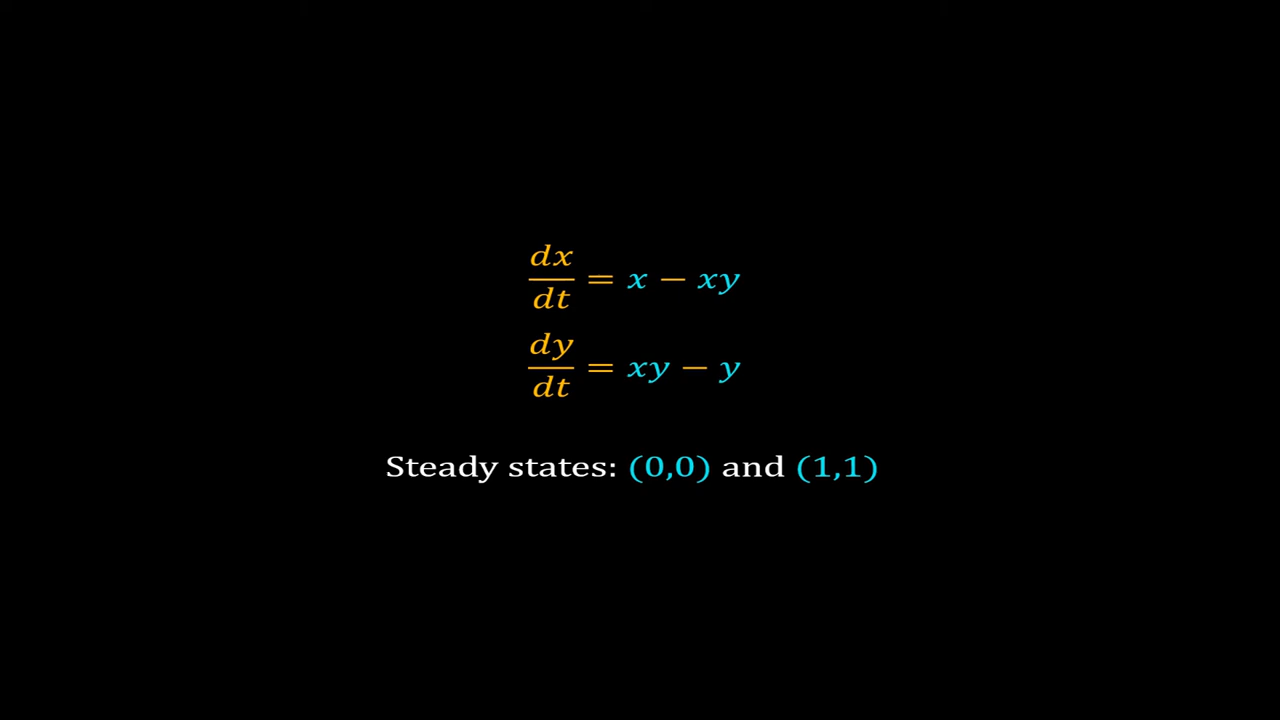 dx/dt = x − xy
dy/dt = xy − y
Steady states: (0,0) and (1,1)